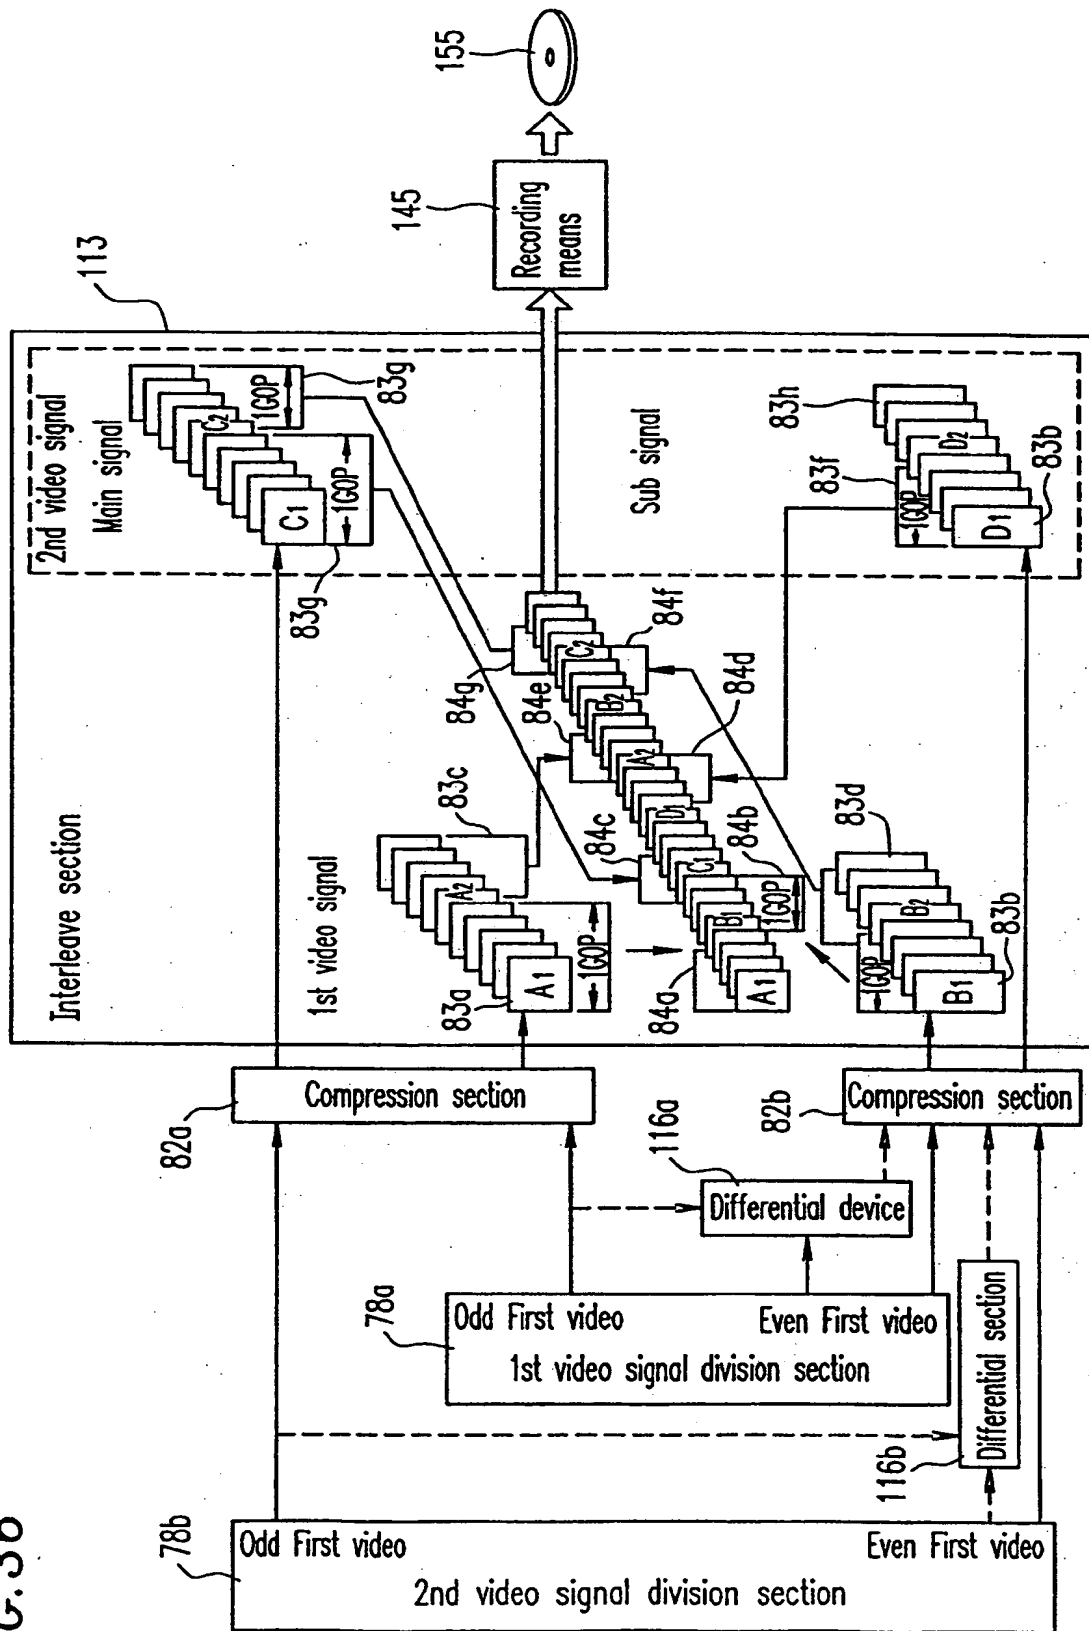 G.36
78b
Odd First video
Even First video
2nd video signal division section
78a
Odd First video
Even First video
1st video signal division section
116a
Differential device
116b
Differential section
82a
Compression section
82b
Compression section
113
Interleave section
1st video signal
2nd video signal
Main signal
Sub signal
83a
A1
A2
1GOP
83c
83g
C1
C2
1GOP
1GOP
83g
84a
A1
B1
C1
D1
A2
B2
C2
1GOP
84b
84c
84d
84e
84f
84g
B1
B2
1GOP
83b
83d
D1
D2
1GOP
83f
83h
83b
145
Recording
means
155